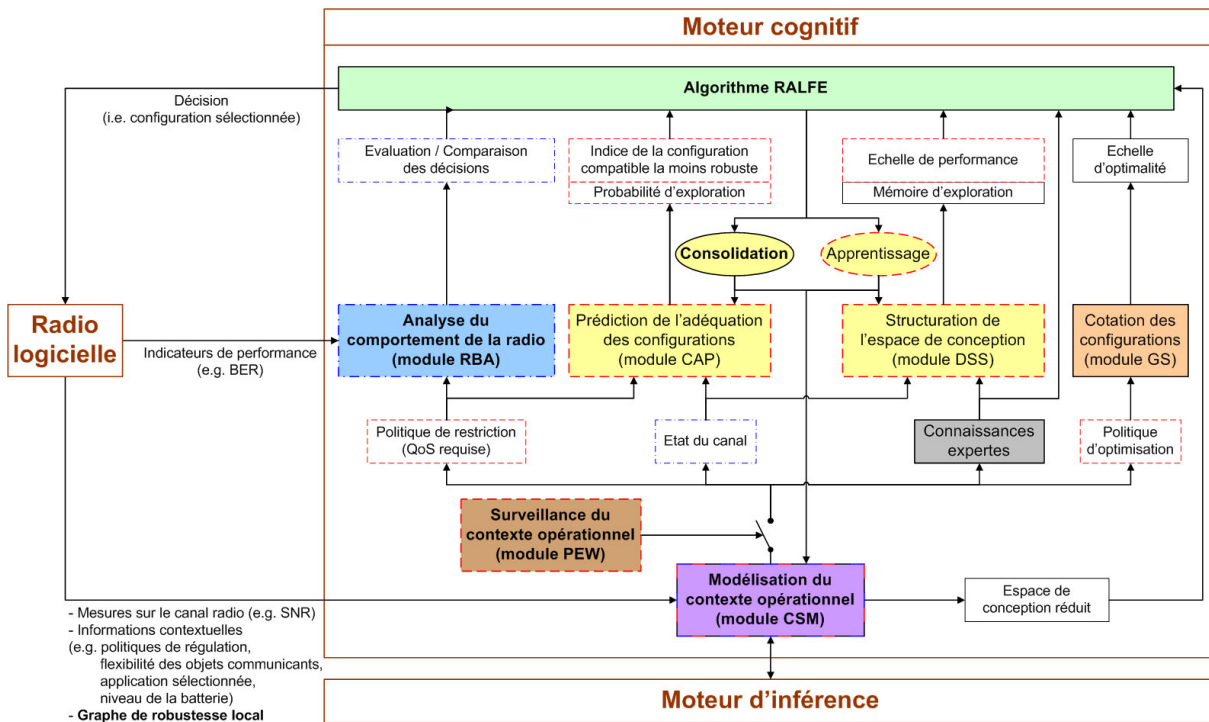 Moteur cognitif
Algorithme RALFE
Décision
(i.e. configuration sélectionnée)
Evaluation / Comparaison
des décisions
Indice de la configuration
compatible la moins robuste
Probabilité d'exploration
Echelle de performance
Mémoire d'exploration
Echelle
d'optimalité
Consolidation
Apprentissage
Radio
logicielle
Indicateurs de performance
(e.g. BER)
Analyse du
comportement de la radio
(module RBA)
Prédiction de l'adéquation
des configurations
(module CAP)
Structuration de
l'espace de conception
(module DSS)
Cotation des
configurations
(module GS)
Politique de restriction
(QoS requise)
Etat du canal
Connaissances
expertes
Politique
d'optimisation
Surveillance du
contexte opérationnel
(module PEW)
Modélisation du
contexte opérationnel
(module CSM)
Espace de
conception réduit
- Mesures sur le canal radio (e.g. SNR)
- Informations contextuelles
(e.g. politiques de régulation,
flexibilité des objets communicants,
application sélectionnée,
niveau de la batterie)
- Graphe de robustesse local
Moteur d'inférence